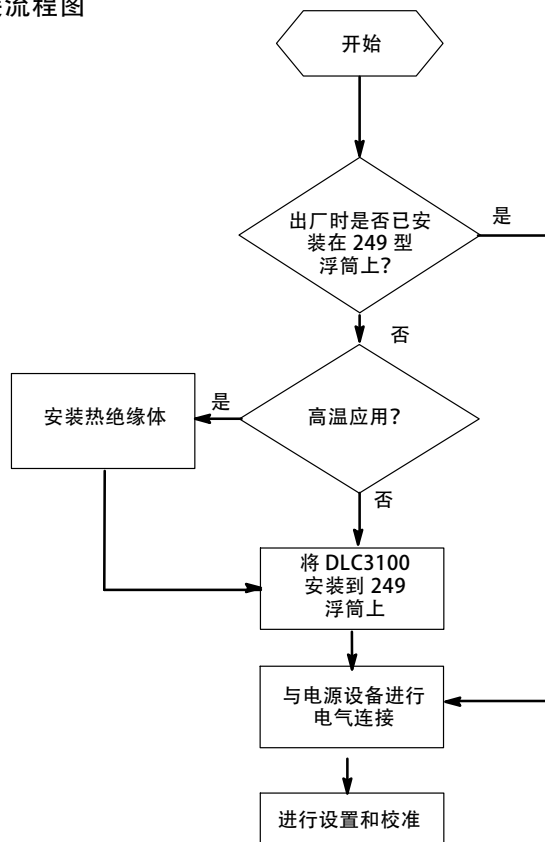 流程图
开始
出厂时是否已安
装在 249 型
浮筒上？
是
否
高温应用？
是
安装热绝缘体
否
将 DLC3100
安装到 249
浮筒上
与电源设备进行
电气连接
进行设置和校准